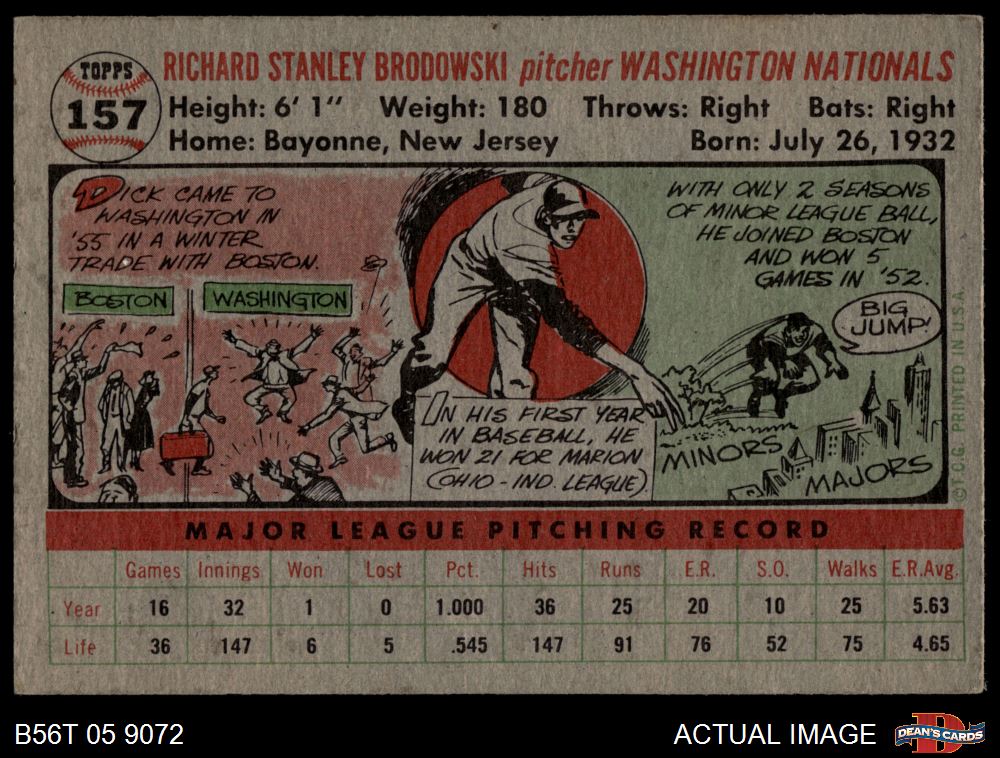 TOPPS
157
RICHARD STANLEY BRODOWSKI pitcher WASHINGTON NATIONALS
Height: 6' 1" Weight: 180 Throws: Right Bats: Right
Home: Bayonne, New Jersey Born: July 26, 1932
DICK CAME TO
WASHINGTON IN
'55 IN A WINTER
TRADE WITH BOSTON.
BOSTON
WASHINGTON
IN HIS FIRST YEAR
IN BASEBALL, HE
WON 21 FOR MARION
(OHIO-IND. LEAGUE).
WITH ONLY 2 SEASONS
OF MINOR LEAGUE BALL,
HE JOINED BOSTON
AND WON 5
GAMES IN '52.
BIG
JUMP!
MINORS
MAJORS
© T.C.G. PRINTED IN U.S.A.
MAJOR LEAGUE PITCHING RECORD
Games Innings Won Lost Pct. Hits Runs E.R. S.O. Walks E.R.Avg.
Year 16 32 1 0 1.000 36 25 20 10 25 5.63
Life 36 147 6 5 .545 147 91 76 52 75 4.65
B56T 05 9072
ACTUAL IMAGE
DEAN'S CARDS